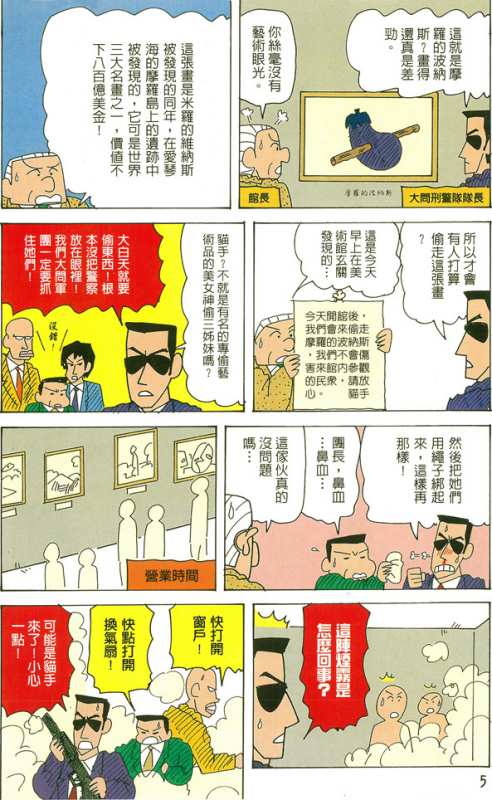 這就是摩
羅的波納
斯?畫得
還真是差
勁。
你絲毫沒有
藝術眼光。
摩羅的波納斯
大問刑警隊隊長
館長
這張畫是米羅的維納斯
被發現的同年,在愛琴
海的摩羅島上的遺跡中
被發現的,它可是世界
三大名畫之一,價值不
下八百億美金!
所以才會
有人打算
偷走這張畫
?
這是今天
早上在美
術館玄關
發現的…
今天開館後,
我們會來偷走
摩羅的波納斯
,我們不會傷
害來館內參觀
的民衆,請放
心。 貓手
貓手?不就是有名的專偷藝
術品的美女神偷三姊妹嗎?
大白天就要
偷東西!根
本沒把警察
放在眼裡!
我們大問軍
團一定要抓
住她們!
沒錯!
然後把她們
用繩子綁起
來,這樣再
那樣!
團長,鼻血
…鼻血…
這傢伙真的
沒問題
嗎…
營業時間
這陣煙霧是
怎麼回事?
快打開
窗戶!
快點打開
換氣扇!
可能是貓手
來了!小心
一點!
5